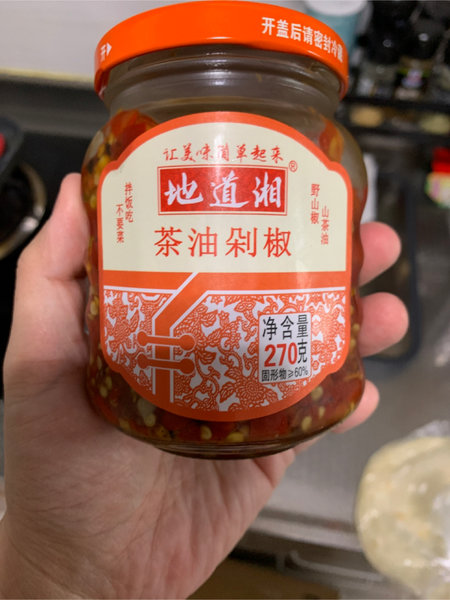 开
开盖后请密封冷藏
让美味简单起来
地道湘®
拌饭吃
不要菜
野山椒
山茶油
茶油剁椒
净含量
270克
固形物≥60%